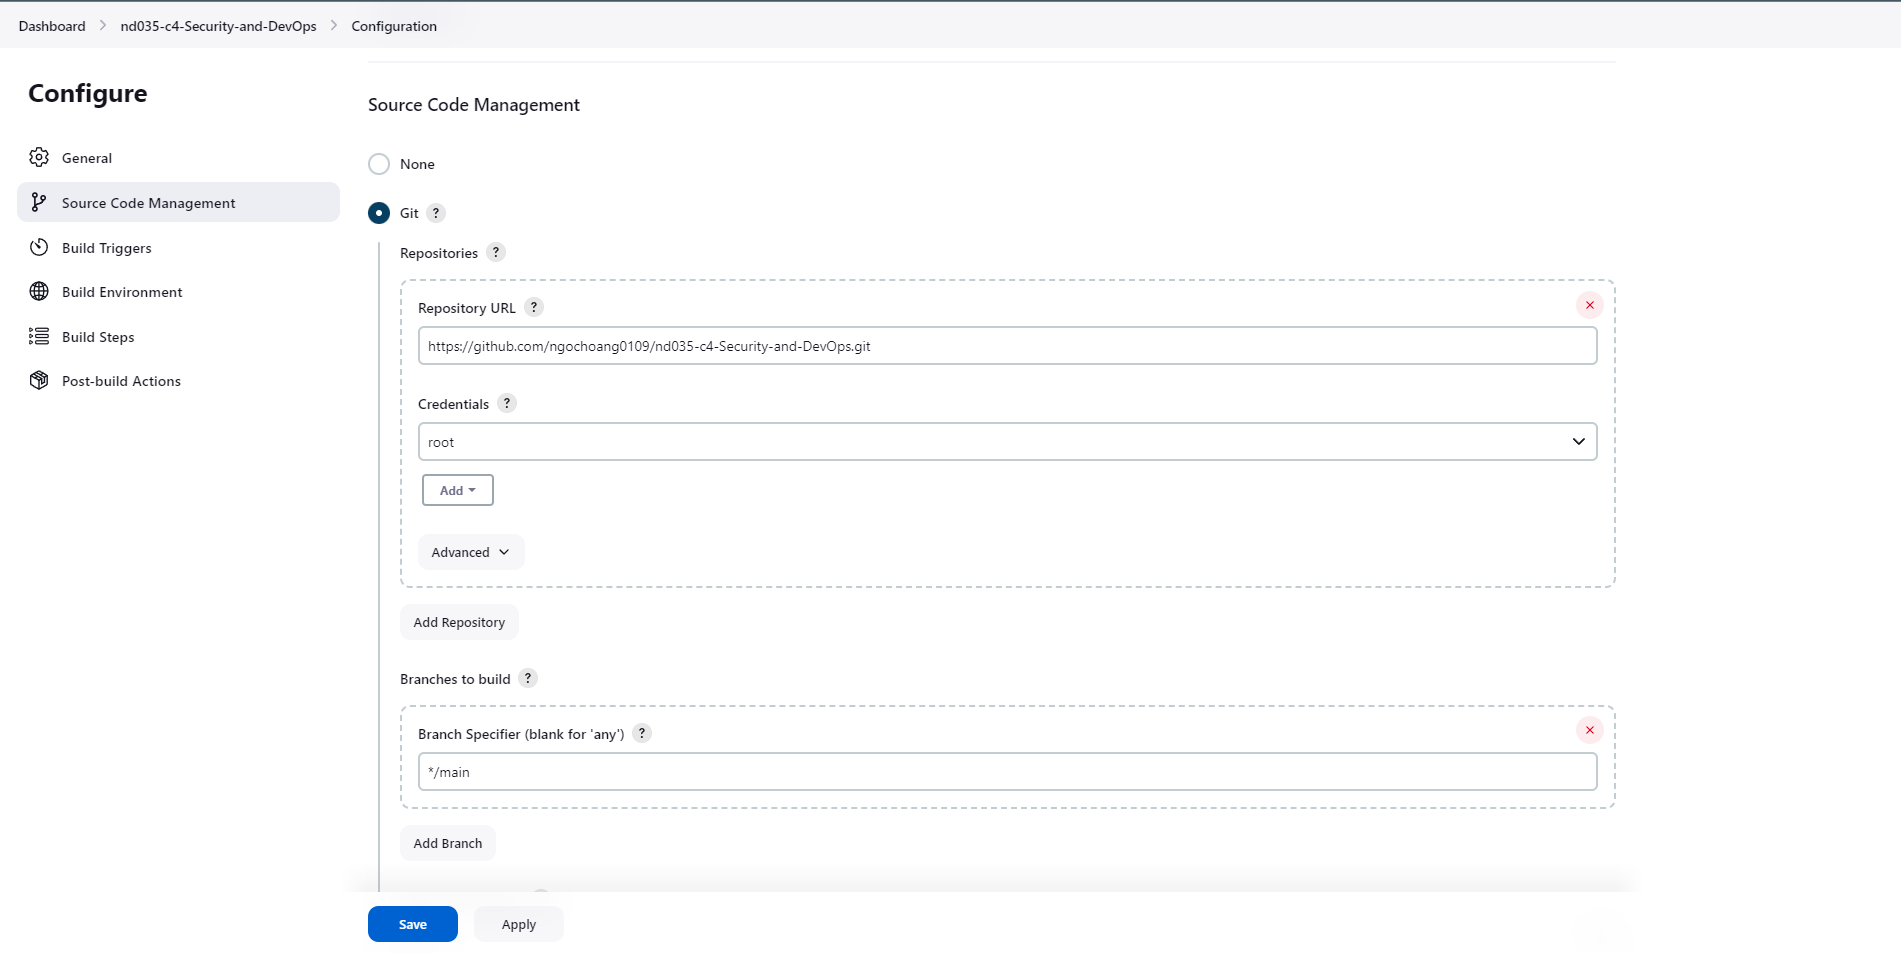 Dashboard > nd035-c4-Security-and-DevOps > Configuration
Configure
General
Source Code Management
Build Triggers
Build Environment
Build Steps
Post-build Actions
Source Code Management
None
Git ?
Repositories ?
Repository URL ?
https://github.com/ngochoang0109/nd035-c4-Security-and-DevOps.git
Credentials ?
root
Add
Advanced
Add Repository
Branches to build ?
Branch Specifier (blank for 'any') ?
*/main
Add Branch
Save Apply